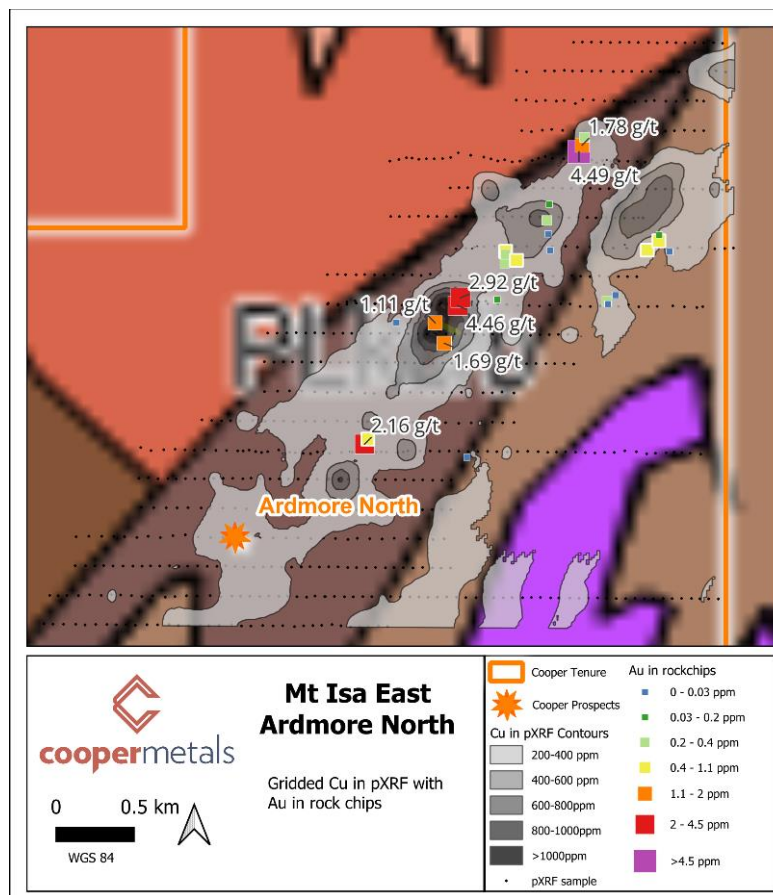 1.78 g/t
4.49 g/t
2.92 g/t
1.11 g/t
4.46 g/t
1.69 g/t
2.16 g/t
Ardmore North
coopermetals
0 0.5 km
WGS 84
Mt Isa East
Ardmore North
Gridded Cu in pXRF with
Au in rock chips
Cooper Tenure
Cooper Prospects
Cu in pXRF Contours
200-400 ppm
400-600 ppm
600-800ppm
800-1000ppm
>1000ppm
pXRF sample
Au in rockchips
0 - 0.03 ppm
0.03 - 0.2 ppm
0.2 - 0.4 ppm
0.4 - 1.1 ppm
1.1 - 2 ppm
2 - 4.5 ppm
>4.5 ppm